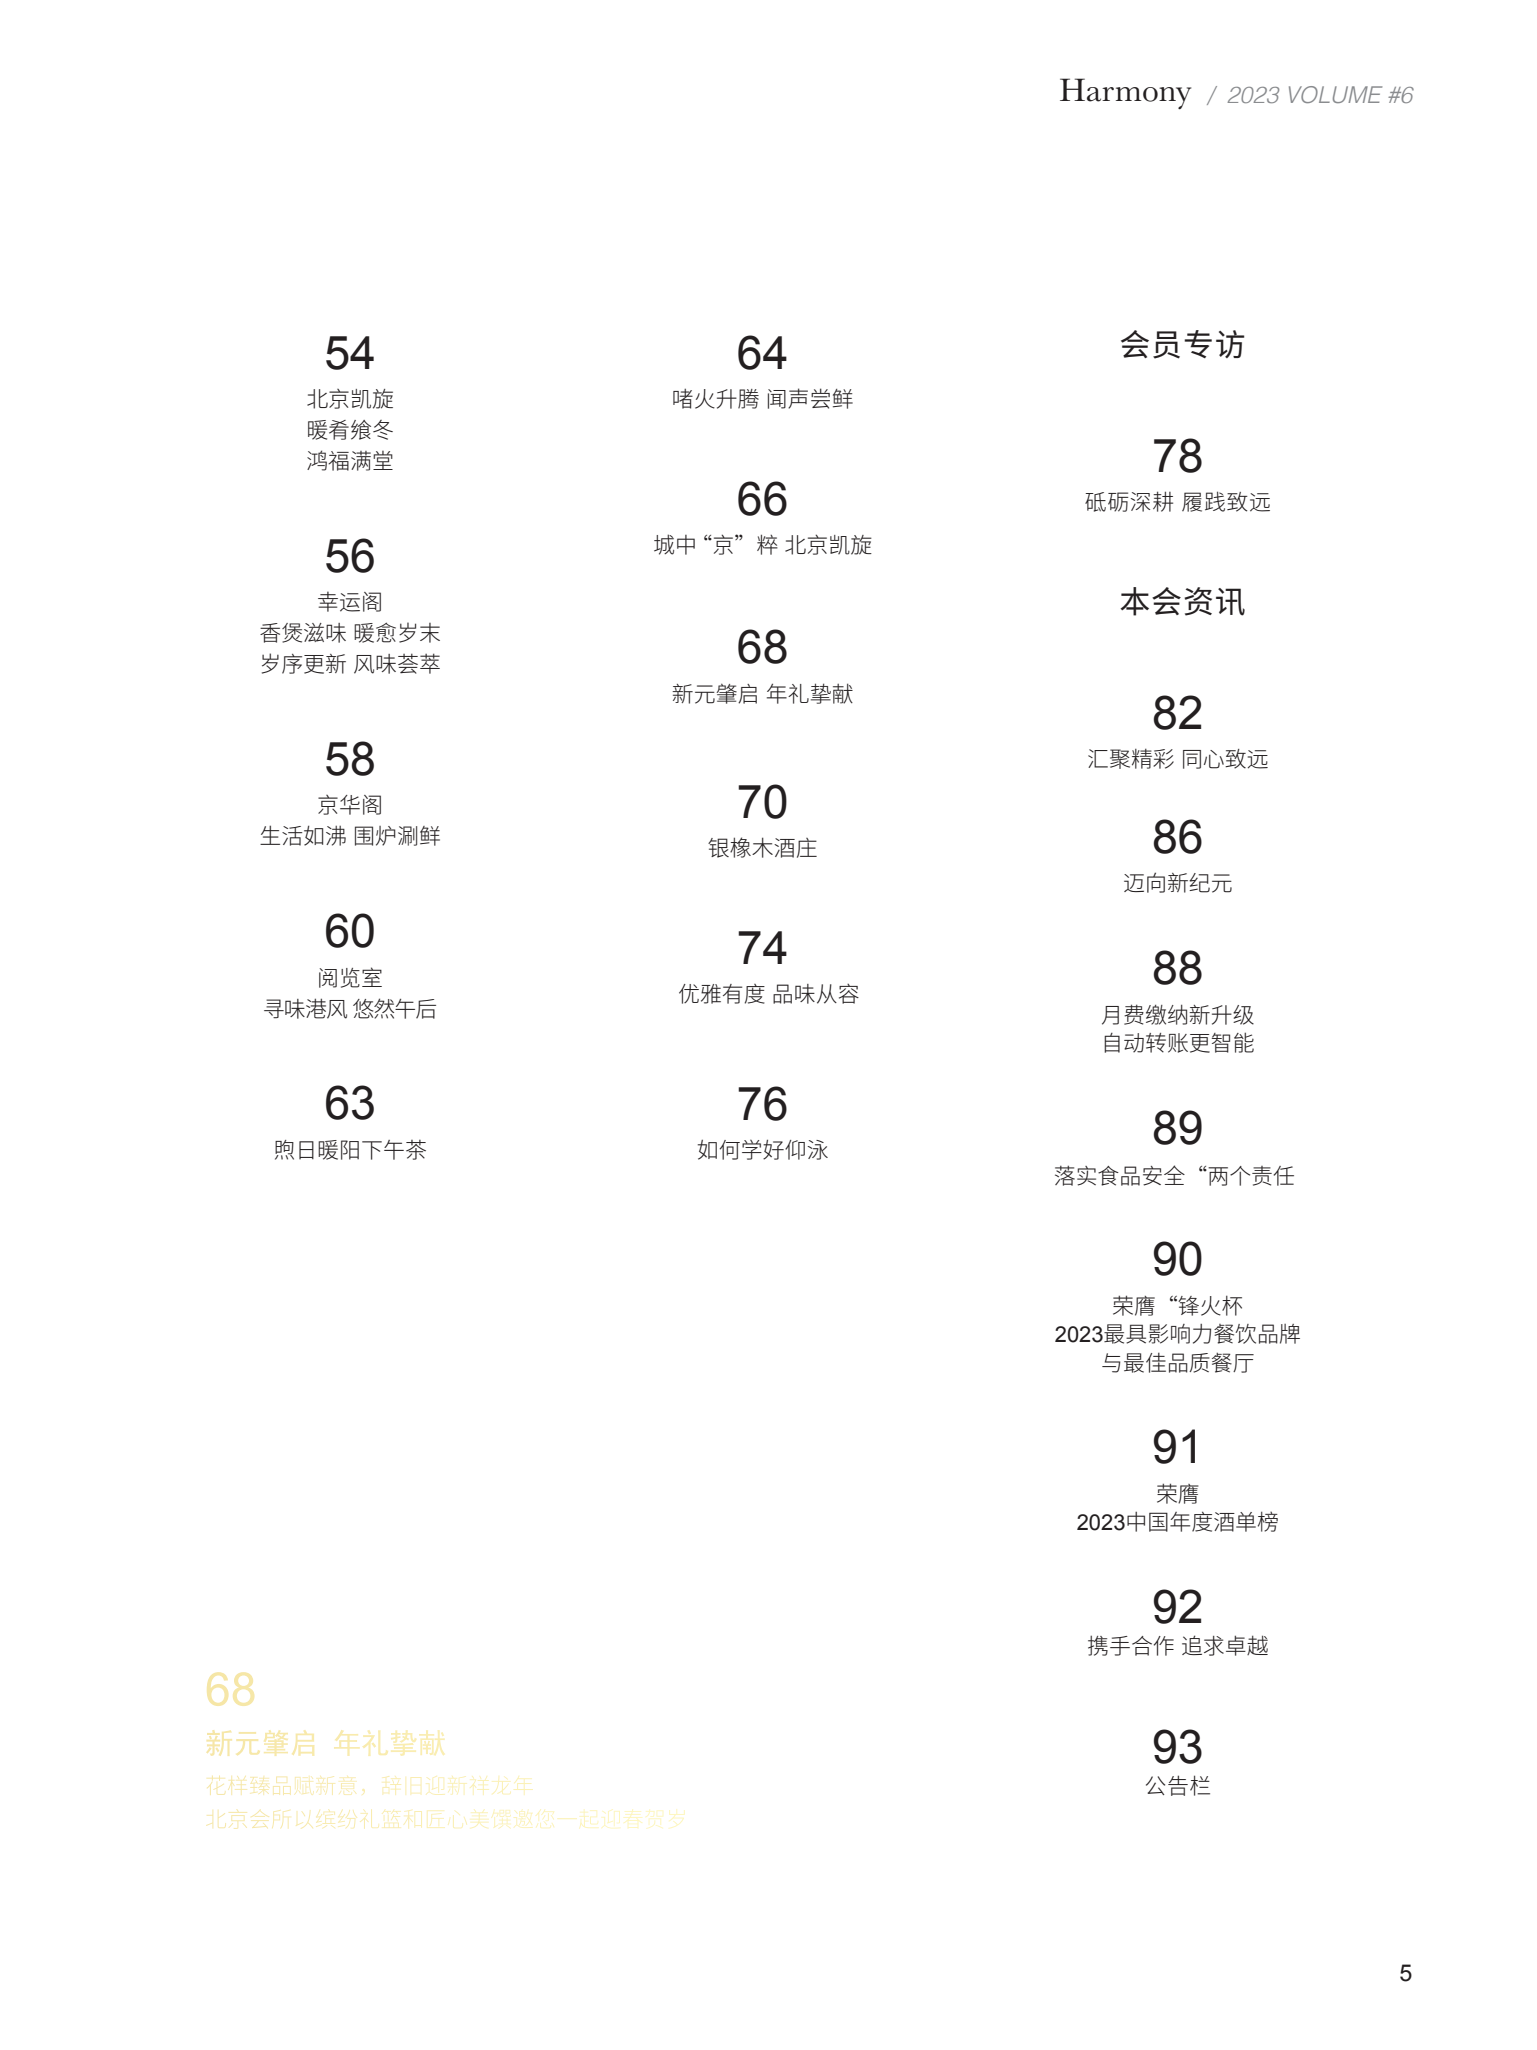 Harmony / 2023 VOLUME #6
54
北京凯旋
暖肴飨冬
鸿福满堂
56
幸运阁
香煲滋味 暖愈岁末
岁序更新 风味荟萃
58
京华阁
生活如沸 围炉涮鲜
60
阅览室
寻味港风 悠然午后
63
煦日暖阳下午茶
64
啫火升腾 闻声尝鲜
66
城中“京”粹 北京凯旋
68
新元肇启 年礼挚献
70
银橡木酒庄
74
优雅有度 品味从容
76
如何学好仰泳
会员专访
78
砥砺深耕 履践致远
本会资讯
82
汇聚精彩 同心致远
86
迈向新纪元
88
月费缴纳新升级
自动转账更智能
89
落实食品安全“两个责任
90
荣膺“锋火杯
2023最具影响力餐饮品牌
与最佳品质餐厅
91
荣膺
2023中国年度酒单榜
92
携手合作 追求卓越
93
公告栏
68
新元肇启 年礼挚献
花样臻品赋新意，辞旧迎新祥龙年
北京会所以缤纷礼篮和匠心美馔邀您一起迎春贺岁
5